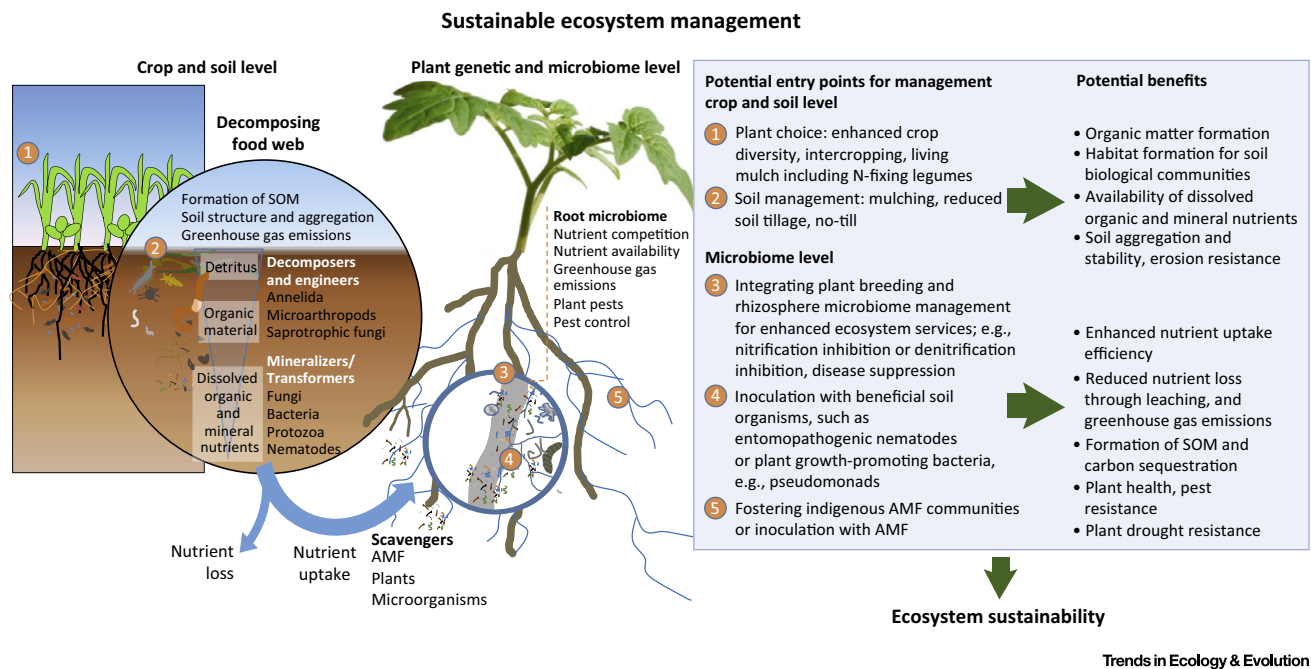 Sustainable ecosystem management
Crop and soil level
Plant genetic and microbiome level
1
Decomposing
food web
Formation of SOM
Soil structure and aggregation
Greenhouse gas emissions
2
Detritus
Organic
material
Dissolved
organic
and
mineral
nutrients
Decomposers
and engineers
Annelida
Microarthropods
Saprotrophic fungi
Mineralizers/
Transformers
Fungi
Bacteria
Protozoa
Nematodes
Nutrient
loss
Nutrient
uptake
Scavengers
AMF
Plants
Microorganisms
Root microbiome
Nutrient competition
Nutrient availability
Greenhouse gas
emissions
Plant pests
Pest control
3
4
5
Potential entry points for management
crop and soil level
1 Plant choice: enhanced crop
diversity, intercropping, living
mulch including N-fixing legumes
2 Soil management: mulching, reduced
soil tillage, no-till
Microbiome level
3 Integrating plant breeding and
rhizosphere microbiome management
for enhanced ecosystem services; e.g.,
nitrification inhibition or denitrification
inhibition, disease suppression
4 Inoculation with beneficial soil
organisms, such as
entomopathogenic nematodes
or plant growth-promoting bacteria,
e.g., pseudomonads
5 Fostering indigenous AMF communities
or inoculation with AMF
Potential benefits
• Organic matter formation
• Habitat formation for soil
biological communities
• Availability of dissolved
organic and mineral nutrients
• Soil aggregation and
stability, erosion resistance
• Enhanced nutrient uptake
efficiency
• Reduced nutrient loss
through leaching, and
greenhouse gas emissions
• Formation of SOM and
carbon sequestration
• Plant health, pest
resistance
• Plant drought resistance
Ecosystem sustainability
Trends in Ecology & Evolution